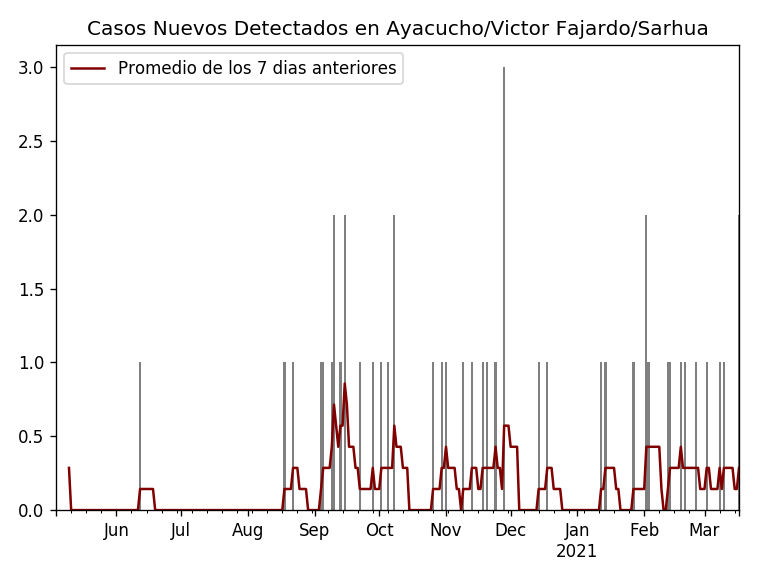 Casos Nuevos Detectados en Ayacucho/Victor Fajardo/Sarhua
Promedio de los 7 dias anteriores
3.0
2.5
2.0
1.5
1.0
0.5
0.0
Jun Jul Aug Sep Oct Nov Dec Jan Feb Mar
2021